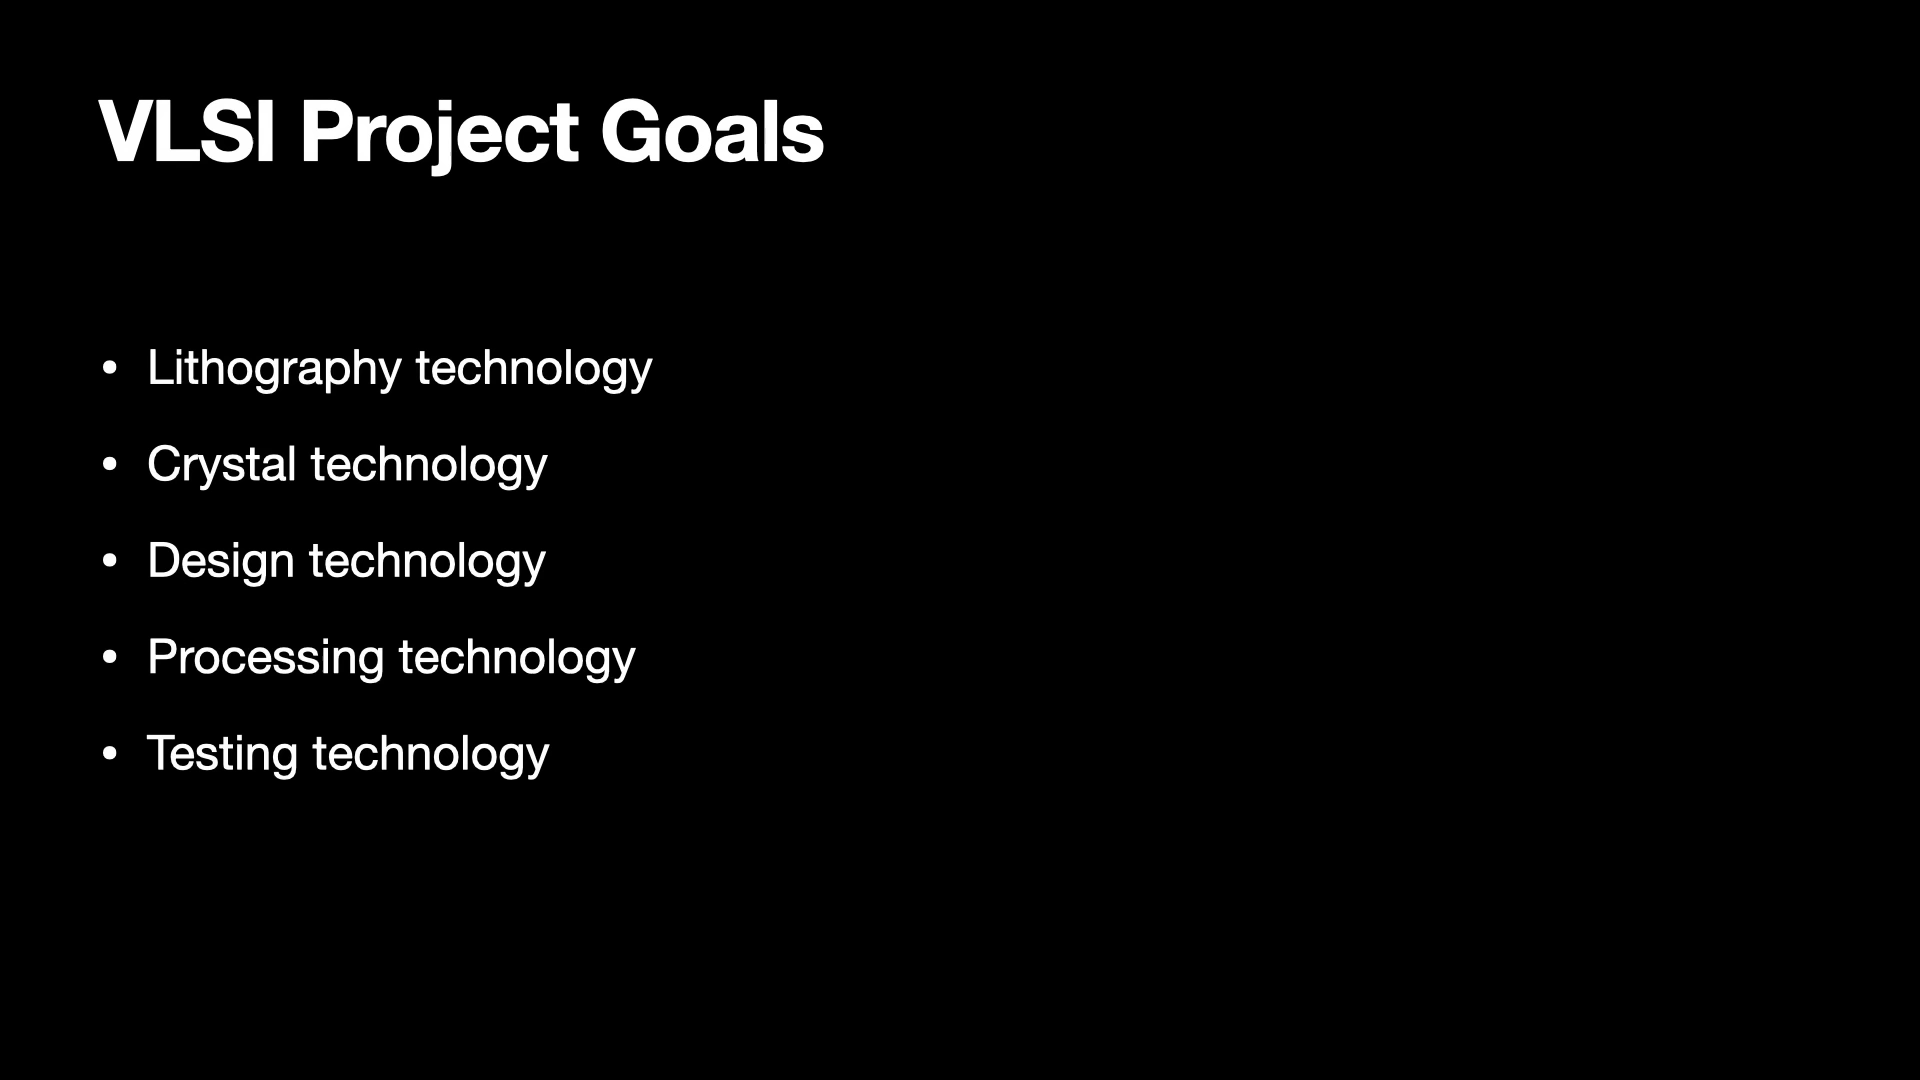 VLSI Project Goals
• Lithography technology
• Crystal technology
• Design technology
• Processing technology
• Testing technology